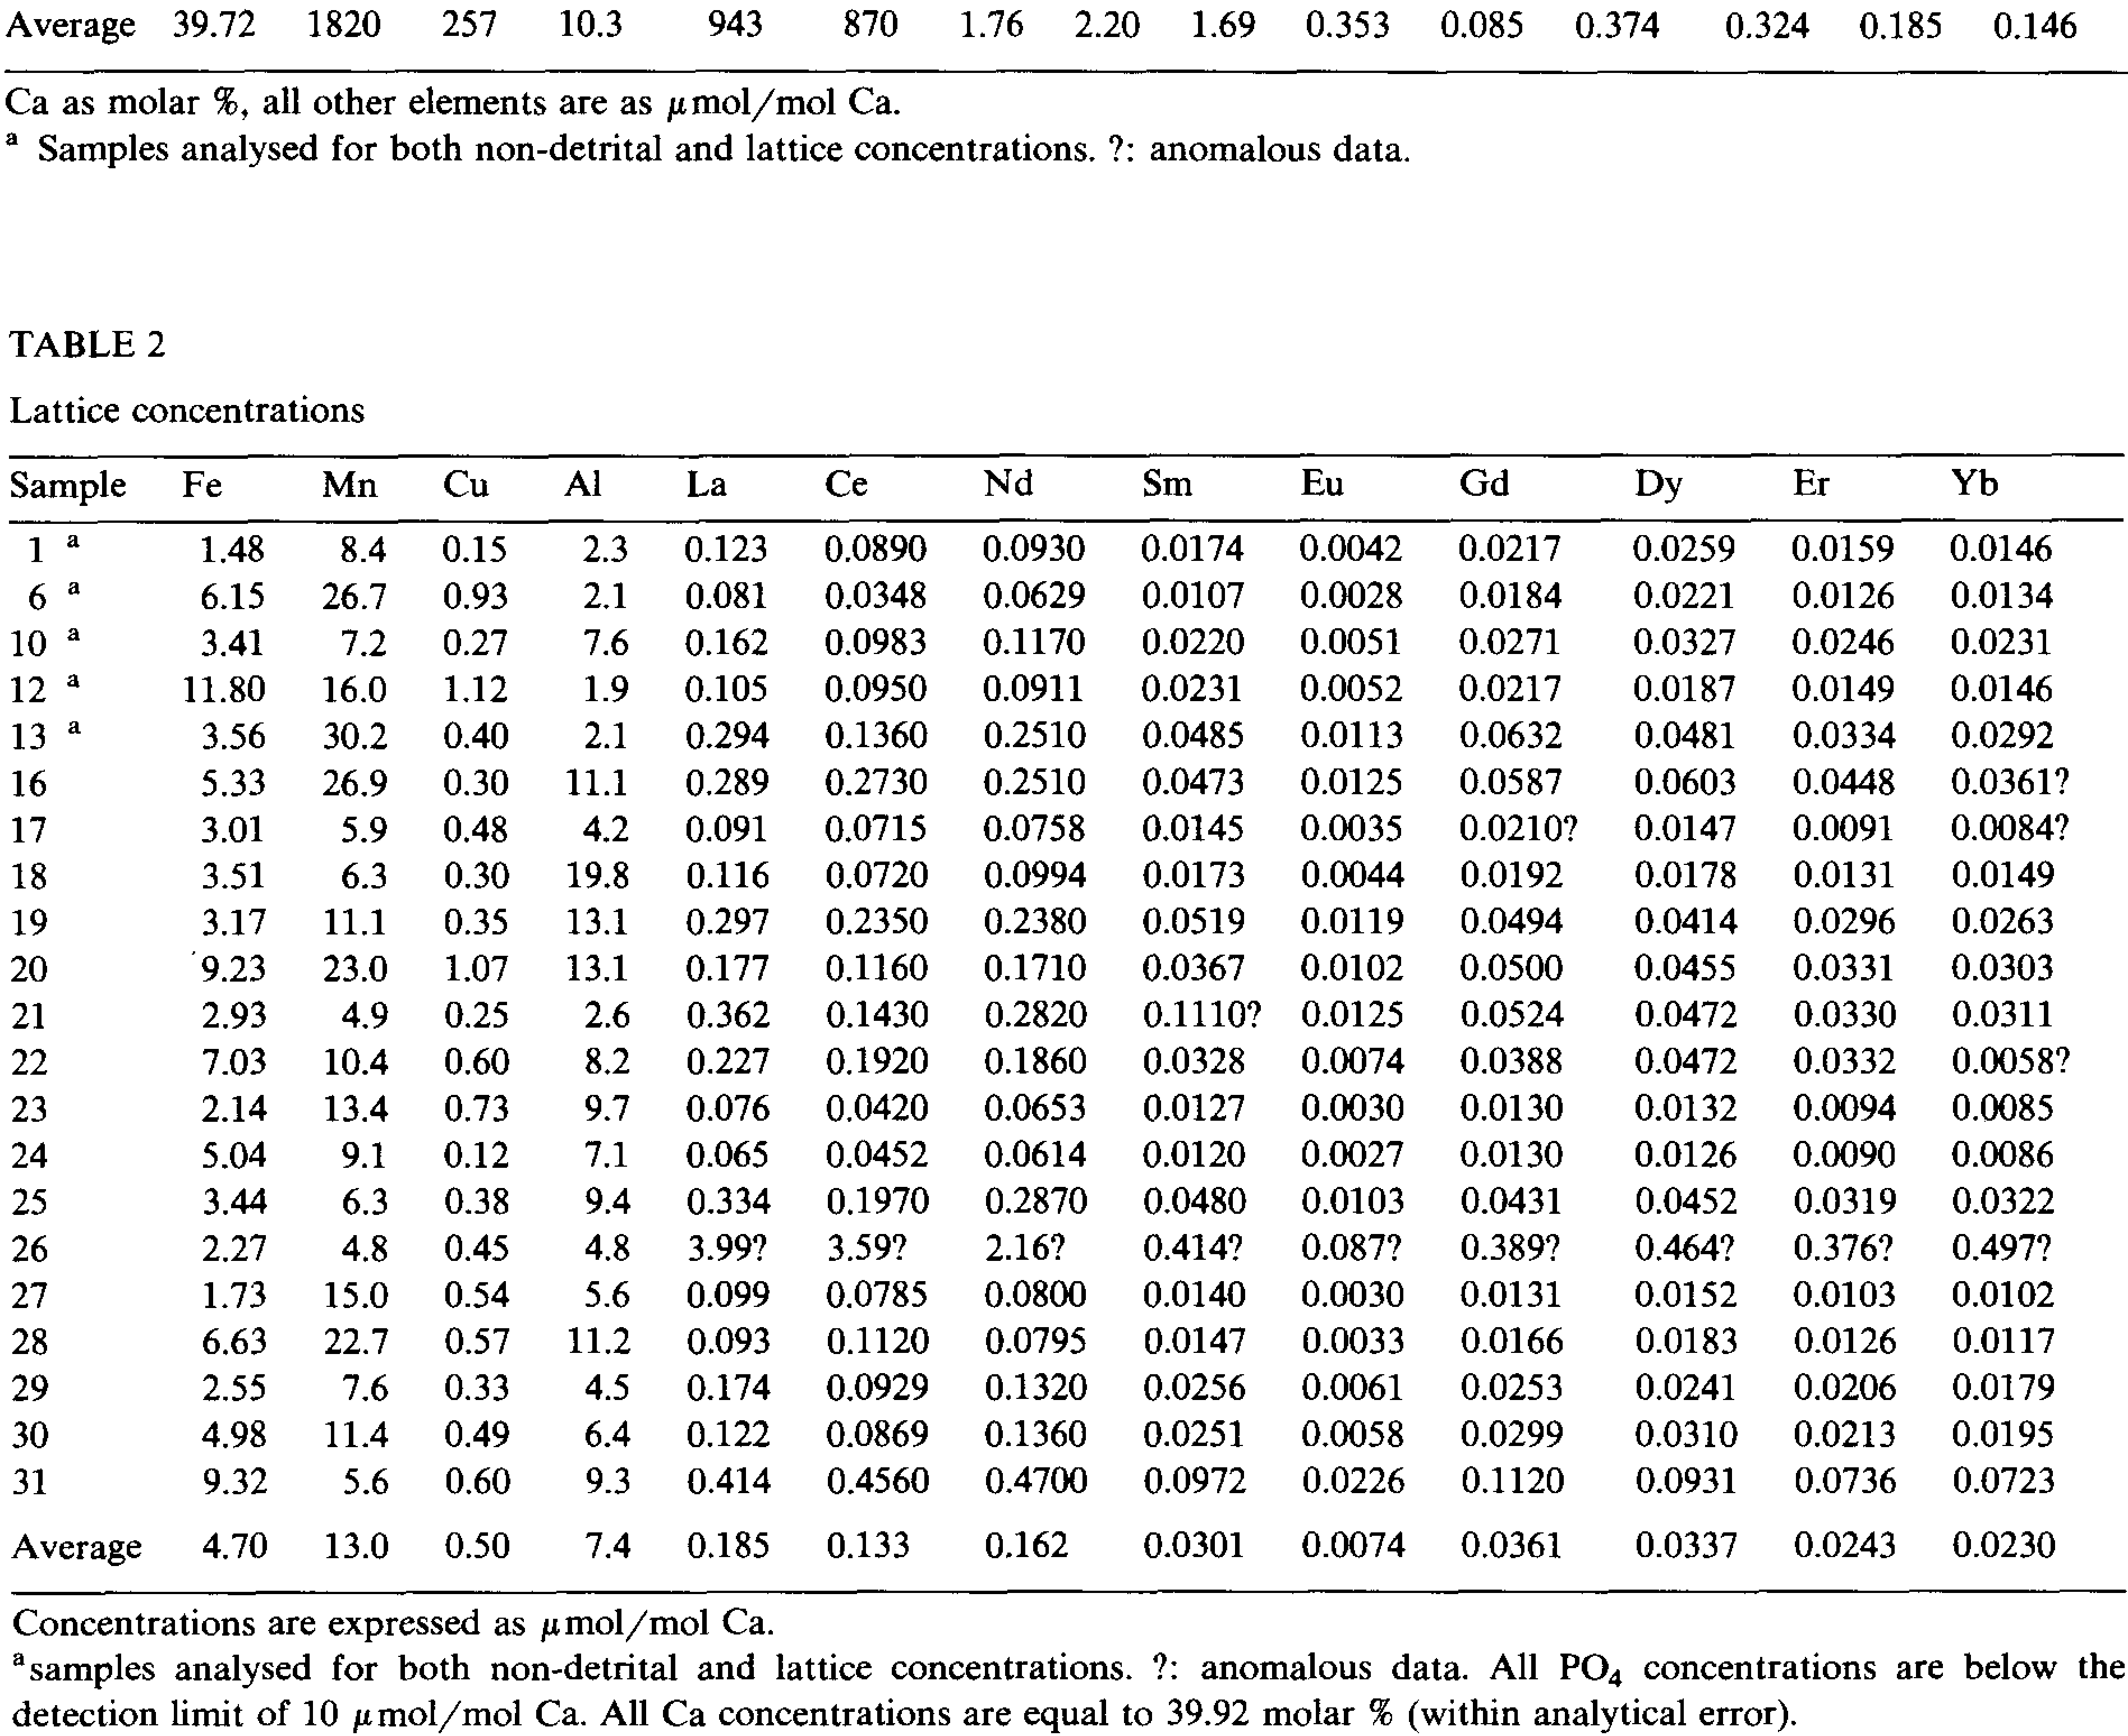 Average 39.72 1820 257 10.3 943 870 1.76 2.20 1.69 0.353 0.085 0.374 0.324 0.185 0.146
Ca as molar %, all other elements are as μmol/mol Ca.
a Samples analysed for both non-detrital and lattice concentrations. ?: anomalous data.
TABLE 2
Lattice concentrations
Sample Fe Mn Cu Al La Ce Nd Sm Eu Gd Dy Er Yb
1 a 1.48 8.4 0.15 2.3 0.123 0.0890 0.0930 0.0174 0.0042 0.0217 0.0259 0.0159 0.0146
6 a 6.15 26.7 0.93 2.1 0.081 0.0348 0.0629 0.0107 0.0028 0.0184 0.0221 0.0126 0.0134
10 a 3.41 7.2 0.27 7.6 0.162 0.0983 0.1170 0.0220 0.0051 0.0271 0.0327 0.0246 0.0231
12 a 11.80 16.0 1.12 1.9 0.105 0.0950 0.0911 0.0231 0.0052 0.0217 0.0187 0.0149 0.0146
13 a 3.56 30.2 0.40 2.1 0.294 0.1360 0.2510 0.0485 0.0113 0.0632 0.0481 0.0334 0.0292
16 5.33 26.9 0.30 11.1 0.289 0.2730 0.2510 0.0473 0.0125 0.0587 0.0603 0.0448 0.0361?
17 3.01 5.9 0.48 4.2 0.091 0.0715 0.0758 0.0145 0.0035 0.0210? 0.0147 0.0091 0.0084?
18 3.51 6.3 0.30 19.8 0.116 0.0720 0.0994 0.0173 0.0044 0.0192 0.0178 0.0131 0.0149
19 3.17 11.1 0.35 13.1 0.297 0.2350 0.2380 0.0519 0.0119 0.0494 0.0414 0.0296 0.0263
20 9.23 23.0 1.07 13.1 0.177 0.1160 0.1710 0.0367 0.0102 0.0500 0.0455 0.0331 0.0303
21 2.93 4.9 0.25 2.6 0.362 0.1430 0.2820 0.1110? 0.0125 0.0524 0.0472 0.0330 0.0311
22 7.03 10.4 0.60 8.2 0.227 0.1920 0.1860 0.0328 0.0074 0.0388 0.0472 0.0332 0.0058?
23 2.14 13.4 0.73 9.7 0.076 0.0420 0.0653 0.0127 0.0030 0.0130 0.0132 0.0094 0.0085
24 5.04 9.1 0.12 7.1 0.065 0.0452 0.0614 0.0120 0.0027 0.0130 0.0126 0.0090 0.0086
25 3.44 6.3 0.38 9.4 0.334 0.1970 0.2870 0.0480 0.0103 0.0431 0.0452 0.0319 0.0322
26 2.27 4.8 0.45 4.8 3.99? 3.59? 2.16? 0.414? 0.087? 0.389? 0.464? 0.376? 0.497?
27 1.73 15.0 0.54 5.6 0.099 0.0785 0.0800 0.0140 0.0030 0.0131 0.0152 0.0103 0.0102
28 6.63 22.7 0.57 11.2 0.093 0.1120 0.0795 0.0147 0.0033 0.0166 0.0183 0.0126 0.0117
29 2.55 7.6 0.33 4.5 0.174 0.0929 0.1320 0.0256 0.0061 0.0253 0.0241 0.0206 0.0179
30 4.98 11.4 0.49 6.4 0.122 0.0869 0.1360 0.0251 0.0058 0.0299 0.0310 0.0213 0.0195
31 9.32 5.6 0.60 9.3 0.414 0.4560 0.4700 0.0972 0.0226 0.1120 0.0931 0.0736 0.0723
Average 4.70 13.0 0.50 7.4 0.185 0.133 0.162 0.0301 0.0074 0.0361 0.0337 0.0243 0.0230
Concentrations are expressed as μmol/mol Ca.
a samples analysed for both non-detrital and lattice concentrations. ?: anomalous data. All PO4 concentrations are below the
detection limit of 10 μmol/mol Ca. All Ca concentrations are equal to 39.92 molar % (within analytical error).